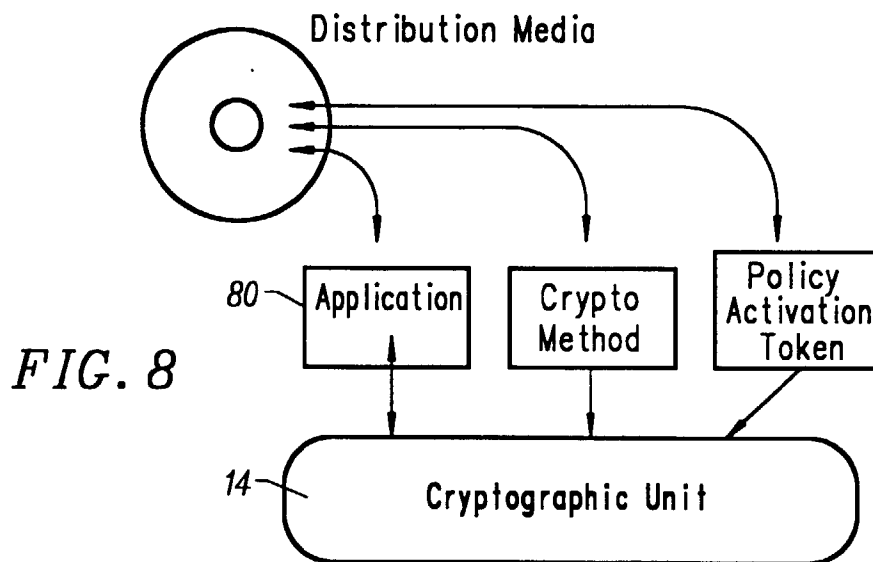 Distribution Media
80
Application
Crypto
Method
Policy
Activation
Token
FIG. 8
14
Cryptographic Unit